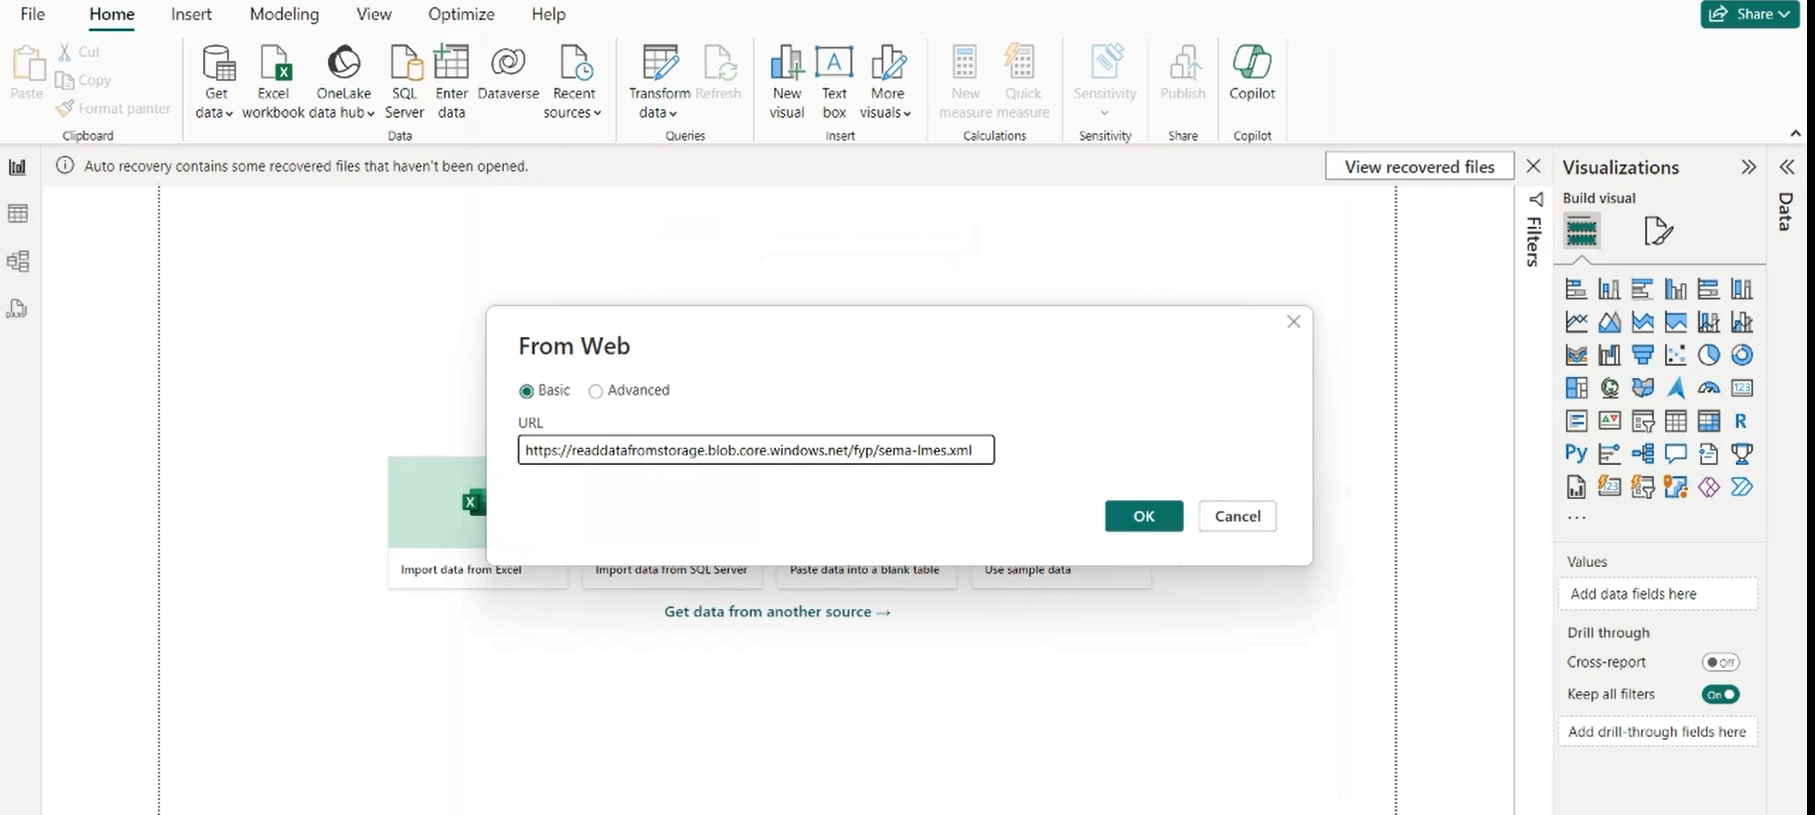 File Home Insert Modeling View Optimize Help Share
Paste Cut Copy Format painter
Get data Excel workbook OneLake data hub SQL Server Enter data Dataverse Recent sources Transform data Refresh New visual Text box More visuals New measure Quick measure Sensitivity Publish Copilot
Clipboard Data Queries Insert Calculations Sensitivity Share Copilot
Auto recovery contains some recovered files that haven't been opened. View recovered files
Visualizations
Build visual
Data
Filters
From Web
Basic Advanced
URL
https://readdatafromstorage.blob.core.windows.net/fyp/sema-lmes.xml
OK Cancel
Import data from Excel Import data from SQL Server Paste data into a blank table Use sample data
Get data from another source →
123
R
Py
123
...
Values
Add data fields here
Drill through
Cross-report Off
Keep all filters On
Add drill-through fields here